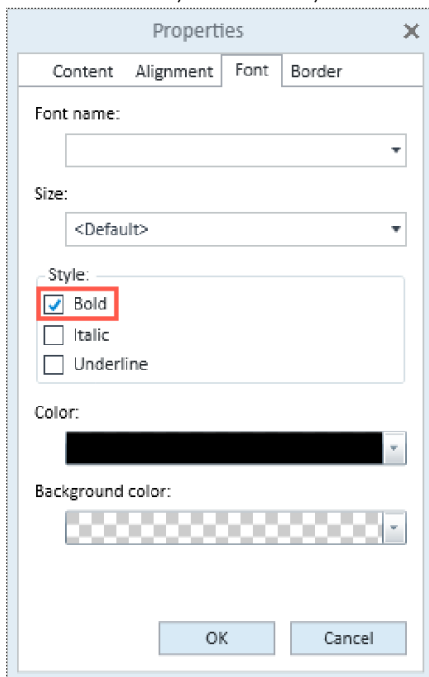 Properties
Content Alignment Font Border
Font name:
Size:
<Default>
Style:
Bold
Italic
Underline
Color:
Background color:
OK Cancel